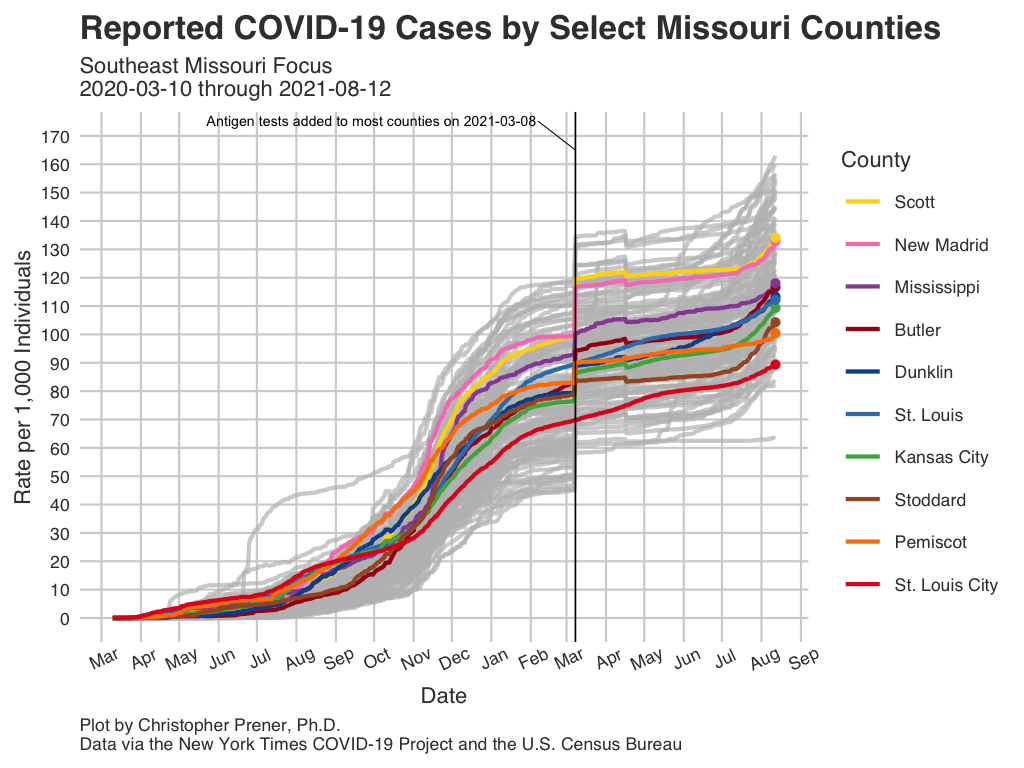 Reported COVID-19 Cases by Select Missouri Counties
Southeast Missouri Focus
2020-03-10 through 2021-08-12
Antigen tests added to most counties on 2021-03-08
Rate per 1,000 Individuals
170
160
150
140
130
120
110
100
90
80
70
60
50
40
30
20
10
0
Mar Apr May Jun Jul Aug Sep Oct Nov Dec Jan Feb Mar Apr May Jun Jul Aug Sep
Date
County
Scott
New Madrid
Mississippi
Butler
Dunklin
St. Louis
Kansas City
Stoddard
Pemiscot
St. Louis City
Plot by Christopher Prener, Ph.D.
Data via the New York Times COVID-19 Project and the U.S. Census Bureau